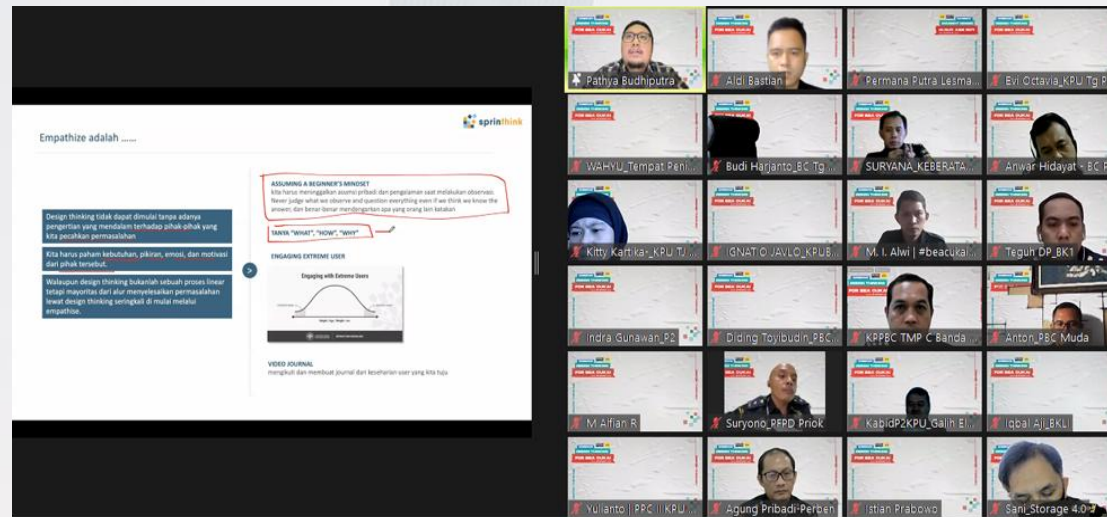 sprinthink
Empathize adalah ......
Design thinking tidak dapat dimulai tanpa adanya
pengertian yang mendalam terhadap pihak-pihak yang
kita pecahkan permasalahan
Kita harus paham kebutuhan, pikiran, emosi, dan motivasi
dari pihak tersebut.
Walaupun design thinking bukanlah sebuah proses linear
tetapi mayoritas dari alur menyelesaikan permasalahan
lewat design thinking seringkali di mulai melalui
empathise.
>
ASSUMING A BEGINNER'S MINDSET
kita harus meninggalkan asumsi pribadi dan pengalaman saat melakukan observasi.
Never judge what we observe and question everything even if we think we know the
answer, dan benar-benar mendengarkan apa yang orang lain katakan
TANYA "WHAT", "HOW", "WHY"
ENGAGING EXTREME USER
Engaging with Extreme Users
VIDEO JOURNAL
mengikuti dan membuat journal dari keseharian user yang kita tuju
Pathya Budhiputra
Aldi Bastian
Permana Putra Lesma...
Evi Octavia_KPU Tg P
WAHYU_Tempat Peni...
Budi Harjanto_BC Tg...
SURYANA_KEBERATA...
Anwar Hidayat - BC P
Kitty Kartika+_KPU TJ...
IGNATIO JAVLO_KPUB...
M. I. Alwi | #beacukai...
Teguh DP_BK1
Indra Gunawan_P2
Diding Toyibudin_PBC...
KPPBC TMP C Banda...
Anton_PBC Muda
M Alfian R
Suryono_PFPD Priok
KabidP2KPU_Galih El...
Iqbal Aji_BKLI
Yulianto | PPC II KPU...
Agung Pribadi-Perben
Istian Prabowo
Sani_Storage 4.0